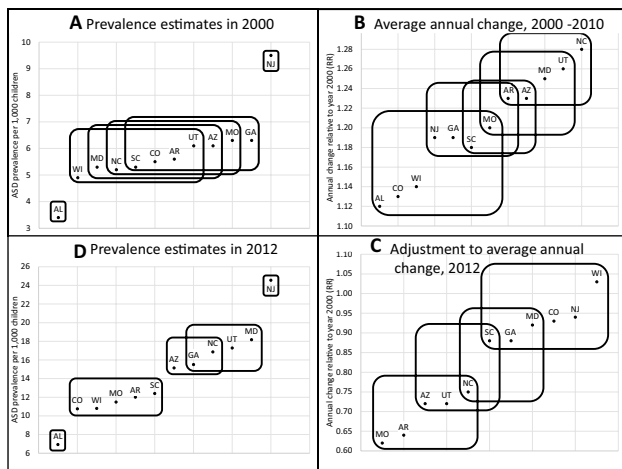 A Prevalence estimates in 2000
ASD prevalence per 1,000 children
10
9
8
7
6
5
4
3
AL
WI
MD
NC
SC
CO
AR
UT
AZ
MO
GA
NJ
B Average annual change, 2000 -2010
Annual change relative to year 2000 (RR)
1.28
1.26
1.24
1.22
1.20
1.18
1.16
1.14
1.12
1.10
AL
CO
WI
NJ
GA
SC
MO
AR
AZ
MD
UT
NC
D Prevalence estimates in 2012
ASD prevalence per 1,000 children
26
24
22
20
18
16
14
12
10
8
6
AL
CO
WI
MO
AR
SC
AZ
GA
NC
UT
MD
NJ
C Adjustment to average annual
change, 2012
Annual change relative to year 2000 (RR)
1.10
1.05
1.00
0.95
0.90
0.85
0.80
0.75
0.70
0.65
0.60
MO
AR
AZ
UT
NC
SC
GA
MD
CO
NJ
WI